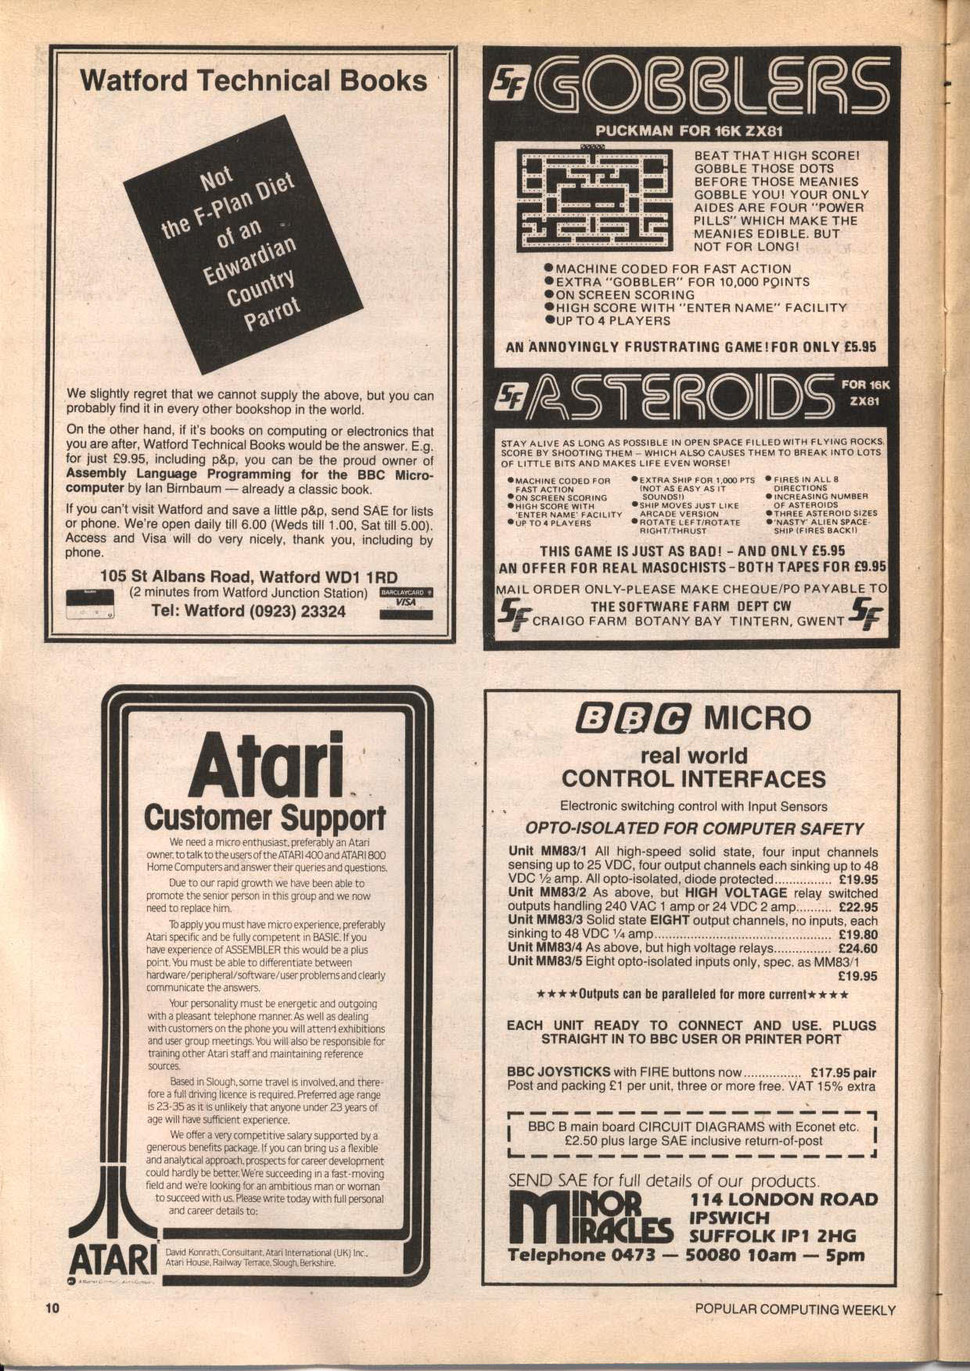 Watford Technical Books
Not
the F-Plan Diet
of an
Edwardian
Country
Parrot
We slightly regret that we cannot supply the above, but you can
probably find it in every other bookshop in the world.
On the other hand, if it's books on computing or electronics that
you are after, Watford Technical Books would be the answer. E.g.
for just £9.95, including p&p, you can be the proud owner of
Assembly Language Programming for the BBC Micro-
computer by Ian Birnbaum — already a classic book.
If you can't visit Watford and save a little p&p, send SAE for lists
or phone. We're open daily till 6.00 (Weds till 1.00, Sat till 5.00).
Access and Visa will do very nicely, thank you, including by
phone.
105 St Albans Road, Watford WD1 1RD
(2 minutes from Watford Junction Station)
BARCLAYCARD
VISA
Tel: Watford (0923) 23324
SF GOBBLERS
PUCKMAN FOR 16K ZX81
BEAT THAT HIGH SCORE!
GOBBLE THOSE DOTS
BEFORE THOSE MEANIES
GOBBLE YOU! YOUR ONLY
AIDES ARE FOUR "POWER
PILLS" WHICH MAKE THE
MEANIES EDIBLE. BUT
NOT FOR LONG!
●MACHINE CODED FOR FAST ACTION
●EXTRA "GOBBLER" FOR 10,000 POINTS
●ON SCREEN SCORING
●HIGH SCORE WITH "ENTER NAME" FACILITY
●UP TO 4 PLAYERS
AN ANNOYINGLY FRUSTRATING GAME! FOR ONLY £5.95
SF ASTEROIDS FOR 16K
ZX81
STAY ALIVE AS LONG AS POSSIBLE IN OPEN SPACE FILLED WITH FLYING ROCKS.
SCORE BY SHOOTING THEM – WHICH ALSO CAUSES THEM TO BREAK INTO LOTS
OF LITTLE BITS AND MAKES LIFE EVEN WORSE!
●MACHINE CODED FOR
FAST ACTION
●ON SCREEN SCORING
●HIGH SCORE WITH
'ENTER NAME' FACILITY
●UP TO 4 PLAYERS
●EXTRA SHIP FOR 1,000 PTS
(NOT AS EASY AS IT
SOUNDS!)
●SHIP MOVES JUST LIKE
ARCADE VERSION
●ROTATE LEFT/ROTATE
RIGHT/THRUST
●FIRES IN ALL 8
DIRECTIONS
●INCREASING NUMBER
OF ASTEROIDS
●THREE ASTEROID SIZES
●'NASTY' ALIEN SPACE-
SHIP (FIRES BACK!)
THIS GAME IS JUST AS BAD! – AND ONLY £5.95
AN OFFER FOR REAL MASOCHISTS–BOTH TAPES FOR £9.95
MAIL ORDER ONLY–PLEASE MAKE CHEQUE/PO PAYABLE TO
SF THE SOFTWARE FARM DEPT CW SF
CRAIGO FARM BOTANY BAY TINTERN, GWENT
Atari
Customer Support
We need a micro enthusiast, preferably an Atari
owner, to talk to the users of the ATARI 400 and ATARI 800
Home Computers and answer their queries and questions.
Due to our rapid growth we have been able to
promote the senior person in this group and we now
need to replace him.
To apply you must have micro experience, preferably
Atari specific and be fully competent in BASIC. If you
have experience of ASSEMBLER this would be a plus
point. You must be able to differentiate between
hardware/peripheral/software/user problems and clearly
communicate the answers.
Your personality must be energetic and outgoing
with a pleasant telephone manner. As well as dealing
with customers on the phone you will attend exhibitions
and user group meetings. You will also be responsible for
training other Atari staff and maintaining reference
sources.
Based in Slough, some travel is involved, and there-
fore a full driving licence is required. Preferred age range
is 23-35 as it is unlikely that anyone under 23 years of
age will have sufficient experience.
We offer a very competitive salary supported by a
generous benefits package. If you can bring us a flexible
and analytical approach, prospects for career development
could hardly be better. We're succeeding in a fast-moving
field and we're looking for an ambitious man or woman
to succeed with us. Please write today with full personal
and career details to:
David Konrath, Consultant, Atari International (UK) Inc.,
Atari House, Railway Terrace, Slough, Berkshire.
ATARI
BBC MICRO
real world
CONTROL INTERFACES
Electronic switching control with Input Sensors
OPTO-ISOLATED FOR COMPUTER SAFETY
Unit MM83/1 All high-speed solid state, four input channels
sensing up to 25 VDC, four output channels each sinking up to 48
VDC ½ amp. All opto-isolated, diode protected................ £19.95
Unit MM83/2 As above, but HIGH VOLTAGE relay switched
outputs handling 240 VAC 1 amp or 24 VDC 2 amp.......... £22.95
Unit MM83/3 Solid state EIGHT output channels, no inputs, each
sinking to 48 VDC ¼ amp.................................................. £19.80
Unit MM83/4 As above, but high voltage relays............... £24.60
Unit MM83/5 Eight opto-isolated inputs only, spec. as MM83/1
£19.95
★★★★Outputs can be paralleled for more current★★★★
EACH UNIT READY TO CONNECT AND USE. PLUGS
STRAIGHT IN TO BBC USER OR PRINTER PORT
BBC JOYSTICKS with FIRE buttons now................ £17.95 pair
Post and packing £1 per unit, three or more free. VAT 15% extra
BBC B main board CIRCUIT DIAGRAMS with Econet etc.
£2.50 plus large SAE inclusive return-of-post
SEND SAE for full details of our products.
MINOR
MIRACLES
114 LONDON ROAD
IPSWICH
SUFFOLK IP1 2HG
Telephone 0473 — 50080 10am — 5pm
10
POPULAR COMPUTING WEEKLY